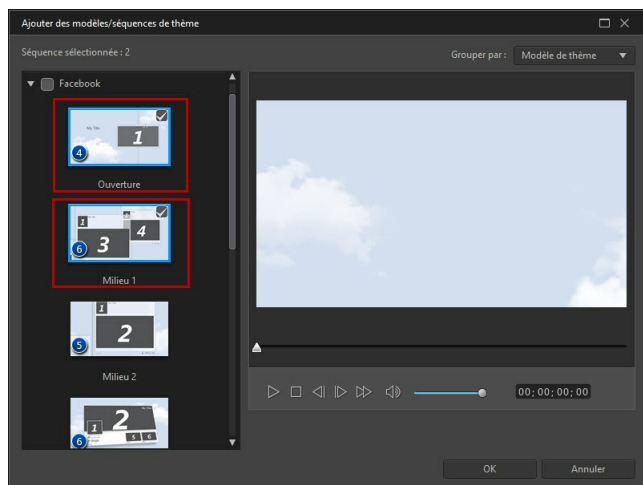 Ajouter des modèles/séquences de thème
Séquence sélectionnée : 2
Grouper par : Modèle de thème
Facebook
My Title
1
4
Ouverture
1
4
3
6
Milieu 1
1
2
5
Milieu 2
2
1
5 6
6
00;00;00;00
OK Annuler